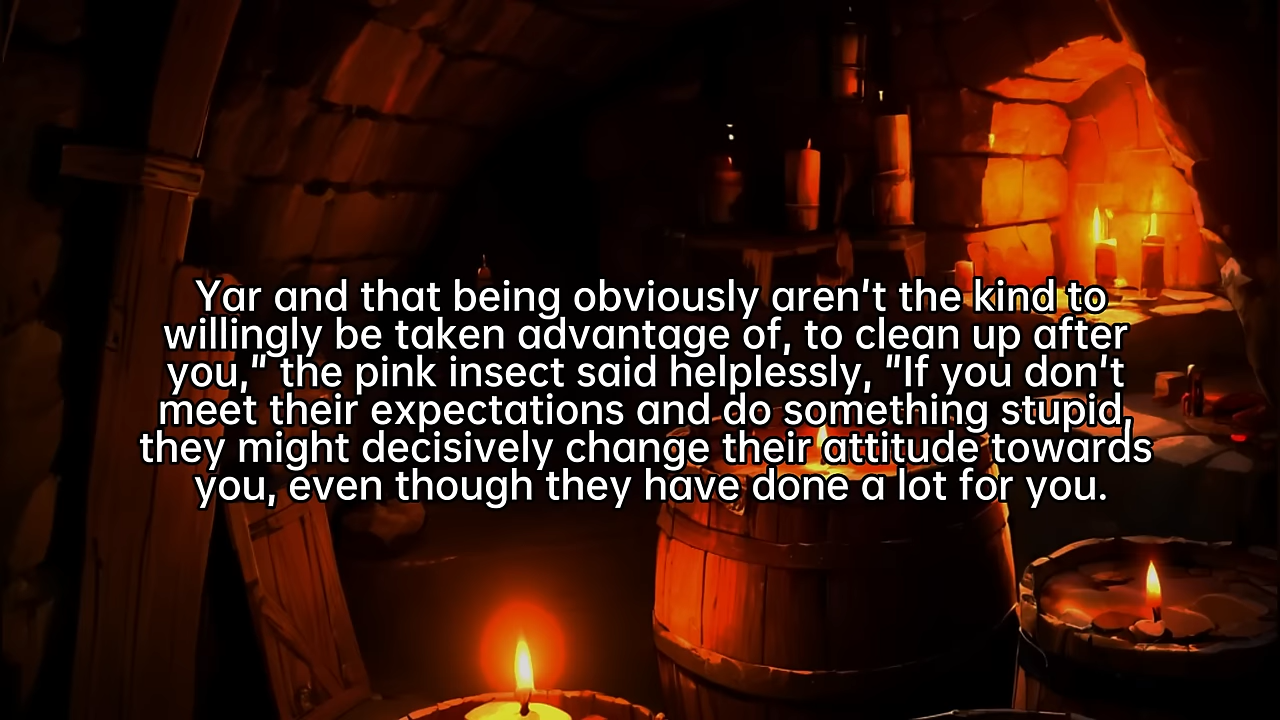 Yar and that being obviously aren't the kind to
willingly be taken advantage of, to clean up after
you," the pink insect said helplessly, "If you don't
meet their expectations and do something stupid,
they might decisively change their attitude towards
you, even though they have done a lot for you.